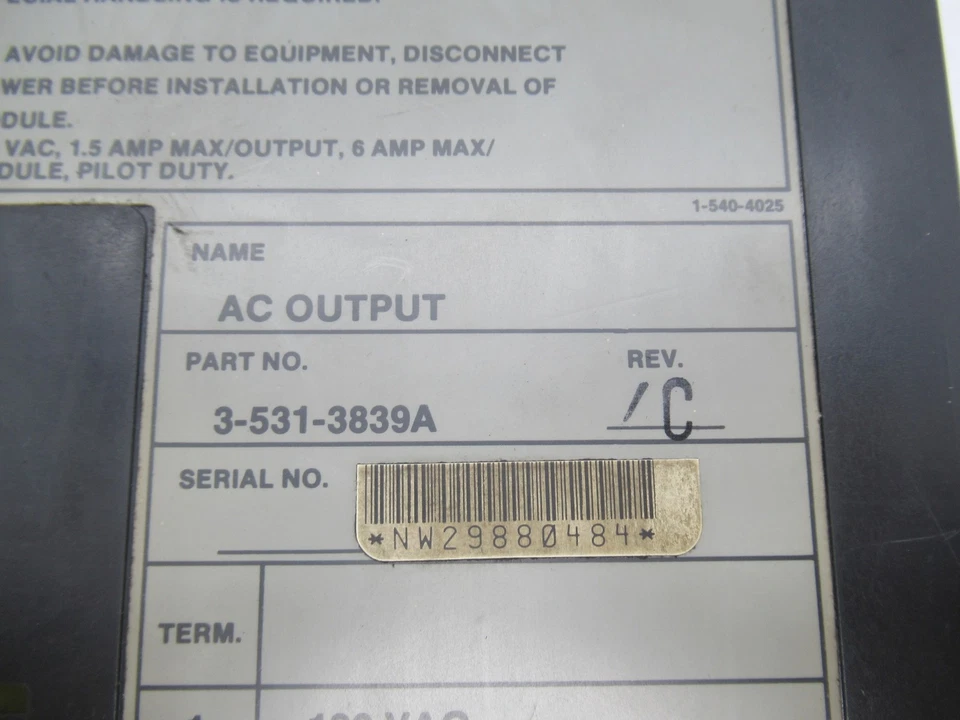 AVOID DAMAGE TO EQUIPMENT, DISCONNECT
WER BEFORE INSTALLATION OR REMOVAL OF
DULE.
VAC, 1.5 AMP MAX/OUTPUT, 6 AMP MAX/
DULE, PILOT DUTY.
1-540-4025
NAME
AC OUTPUT
PART NO. REV.
3-531-3839A /C
SERIAL NO.
*NW29880484*
TERM.